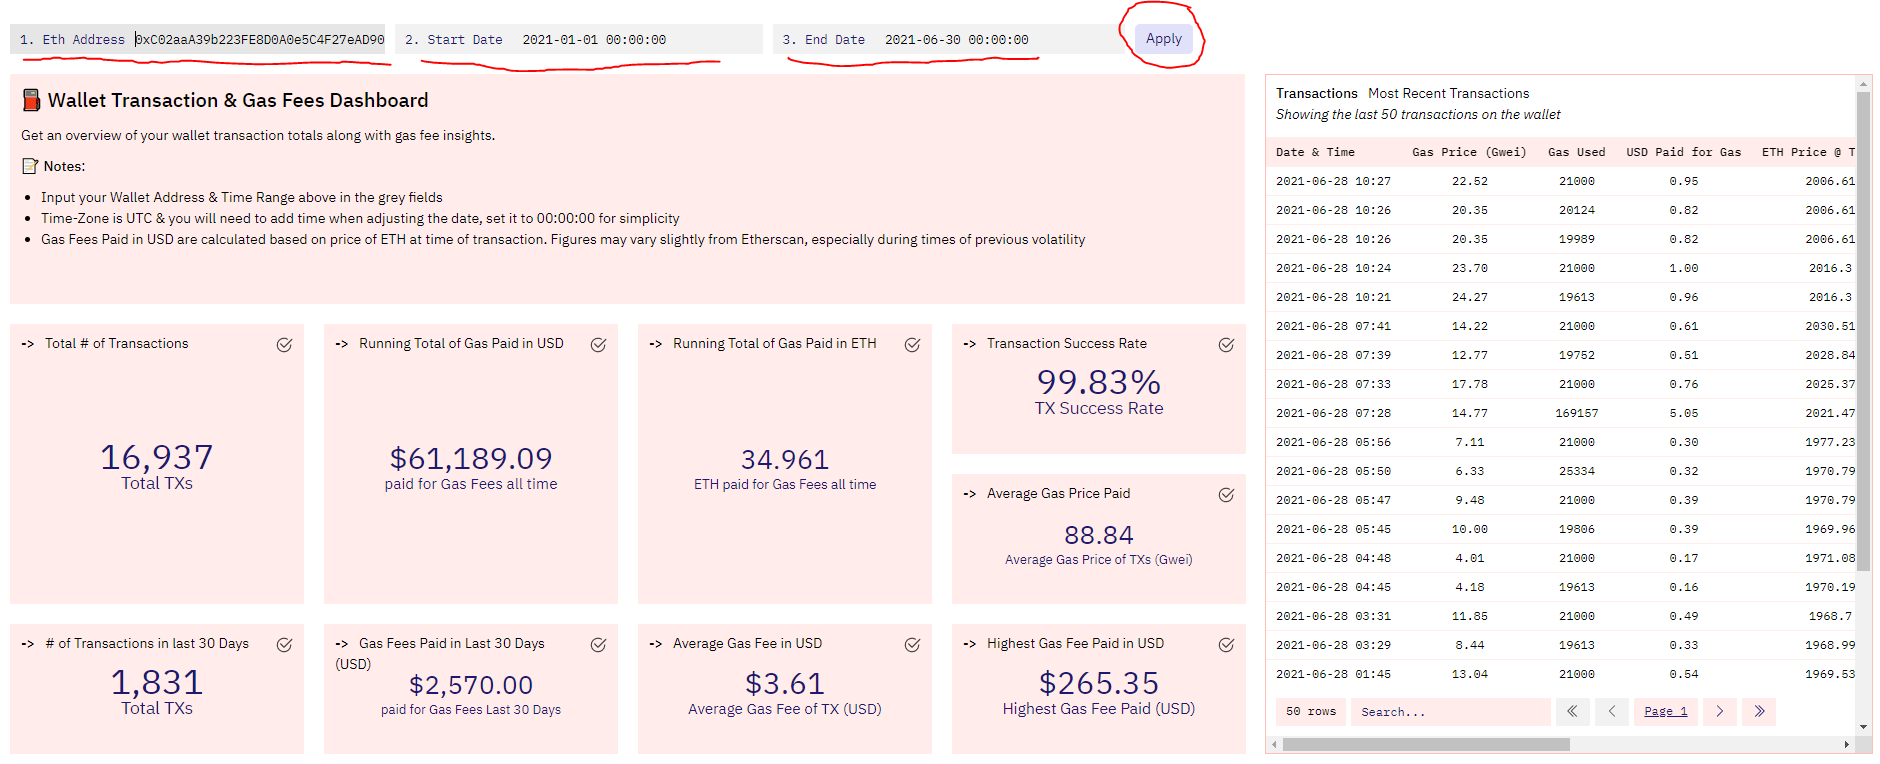 1. Eth Address 0xC02aaA39b223FE8D0A0e5C4F27eAD90 2. Start Date 2021-01-01 00:00:00 3. End Date 2021-06-30 00:00:00 Apply
Wallet Transaction & Gas Fees Dashboard
Get an overview of your wallet transaction totals along with gas fee insights.
Notes:
• Input your Wallet Address & Time Range above in the grey fields
• Time-Zone is UTC & you will need to add time when adjusting the date, set it to 00:00:00 for simplicity
• Gas Fees Paid in USD are calculated based on price of ETH at time of transaction. Figures may vary slightly from Etherscan, especially during times of previous volatility
-> Total # of Transactions
16,937
Total TXs
-> Running Total of Gas Paid in USD
$61,189.09
paid for Gas Fees all time
-> Running Total of Gas Paid in ETH
34.961
ETH paid for Gas Fees all time
-> Transaction Success Rate
99.83%
TX Success Rate
-> Average Gas Price Paid
88.84
Average Gas Price of TXs (Gwei)
-> # of Transactions in last 30 Days
1,831
Total TXs
-> Gas Fees Paid in Last 30 Days
(USD)
$2,570.00
paid for Gas Fees Last 30 Days
-> Average Gas Fee in USD
$3.61
Average Gas Fee of TX (USD)
-> Highest Gas Fee Paid in USD
$265.35
Highest Gas Fee Paid (USD)
Transactions Most Recent Transactions
Showing the last 50 transactions on the wallet
Date & Time Gas Price (Gwei) Gas Used USD Paid for Gas ETH Price @ T
2021-06-28 10:27 22.52 21000 0.95 2006.61
2021-06-28 10:26 20.35 20124 0.82 2006.61
2021-06-28 10:26 20.35 19989 0.82 2006.61
2021-06-28 10:24 23.70 21000 1.00 2016.3
2021-06-28 10:21 24.27 19613 0.96 2016.3
2021-06-28 07:41 14.22 21000 0.61 2030.51
2021-06-28 07:39 12.77 19752 0.51 2028.84
2021-06-28 07:33 17.78 21000 0.76 2025.37
2021-06-28 07:28 14.77 169157 5.05 2021.47
2021-06-28 05:56 7.11 21000 0.30 1977.23
2021-06-28 05:50 6.33 25334 0.32 1970.79
2021-06-28 05:47 9.48 21000 0.39 1970.79
2021-06-28 05:45 10.00 19806 0.39 1969.96
2021-06-28 04:48 4.01 21000 0.17 1971.08
2021-06-28 04:45 4.18 19613 0.16 1970.19
2021-06-28 03:31 11.85 21000 0.49 1968.7
2021-06-28 03:29 8.44 19613 0.33 1968.99
2021-06-28 01:45 13.04 21000 0.54 1969.53
50 rows Search... Page 1